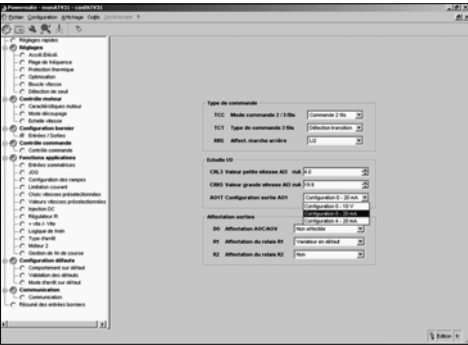 Powersuite - monATV31 - conf.ATV31
Fichier Configuration Affichage Outils ?
Réglages rapides
Réglages
Accél./Décél.
Plage de fréquence
Protection thermique
Optimisation
Boucle vitesse
Détection de seuil
Contrôle moteur
Caractéristiques moteur
Mode découpage
Echelle vitesse
Configuration bornier
Entrées / Sorties
Contrôle commande
Contrôle commande
Fonctions applicatives
Entrées sommatrices
JOG
Configuration des rampes
Limitation courant
Choix vitesses présélectionnées
Valeurs vitesses présélectionnées
Injection DC
Régulateur PI
+ vite /- Vite
Logique de frein
Type d'arrêt
Moteur 2
Gestion de fin de course
Configuration défauts
Comportement sur défaut
Validation des défauts
Mode d'arrêt sur défaut
Communication
Communication
Résumé des entrées borniers
Type de commande
TCC Mode commande 2 / 3 fils Commande 2 fils
TCT Type de commande 2 fils Détection transition
RRS Affect. marche arrière LI2
Echelle I/O
CRL3 Valeur petite vitesse AI3 mA 4.0
CRH3 Valeur grande vitesse AI3 mA
AO1T Configuration sortie AO1 Configuration 0 - 20 mA
Configuration 0 - 10 V
Configuration 0 - 20 mA
Configuration 4 - 20 mA
Affectation sorties
DO Affectation AOC/AOV Non affectée
R1 Affectation du relais R1 Variateur en défaut
R2 Affectation du relais R2 Non
Edition